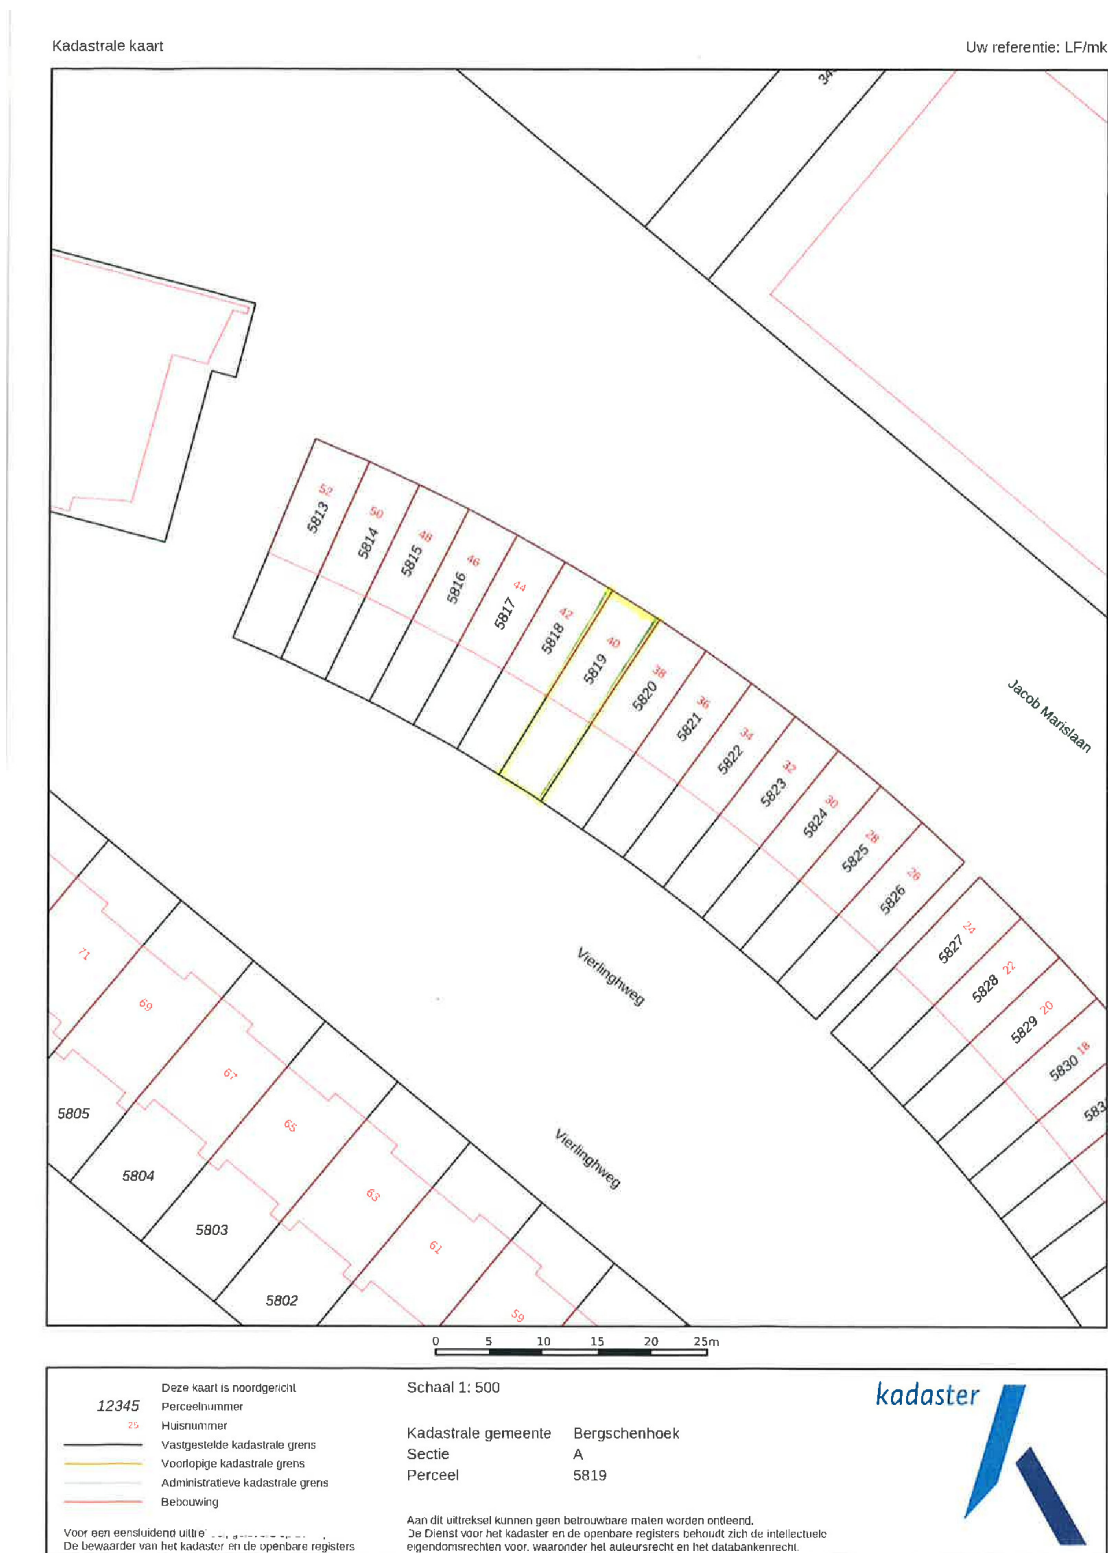 Kadastrale kaart
Uw referentie: LF/mk
Jacob Marislaan
52
5813
50
5814
48
5815
46
5816
44
5817
42
5818
40
5819
38
5820
36
5821
34
5822
32
5823
30
5824
28
5825
26
5826
24
5827
22
5828
20
5829
18
5830
583
Vierlinghweg
Vierlinghweg
71
69
67
65
63
61
59
5805
5804
5803
5802
0 5 10 15 20 25m
Deze kaart is noordgericht
12345 Perceelnummer
25 Huisnummer
Vastgestelde kadastrale grens
Voorlopige kadastrale grens
Administratieve kadastrale grens
Bebouwing
Voor een eensluidend
De bewaarder van het kadaster en de openbare registers
Schaal 1: 500
Kadastrale gemeente Bergschenhoek
Sectie A
Perceel 5819
Aan dit uittreksel kunnen geen betrouwbare maten worden ontleend.
De Dienst voor het kadaster en de openbare registers behoudt zich de intellectuele
eigendomsrechten voor, waaronder het auteursrecht en het databankenrecht.
kadaster